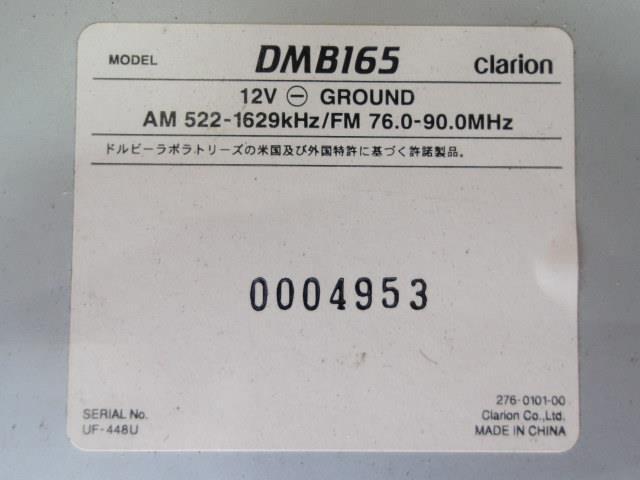 MODEL DMB165 clarion
12V ⊖ GROUND
AM 522-1629kHz/FM 76.0-90.0MHz
ドルビーラボラトリーズの米国及び外国特許に基づく許諾製品。
0004953
SERIAL No.
UF-448U
276-0101-00
Clarion Co.,Ltd.
MADE IN CHINA